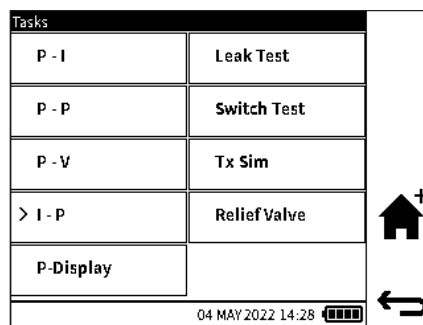 Tasks
P - I
Leak Test
P - P
Switch Test
P - V
Tx Sim
> I - P
Relief Valve
P-Display
04 MAY 2022 14:28